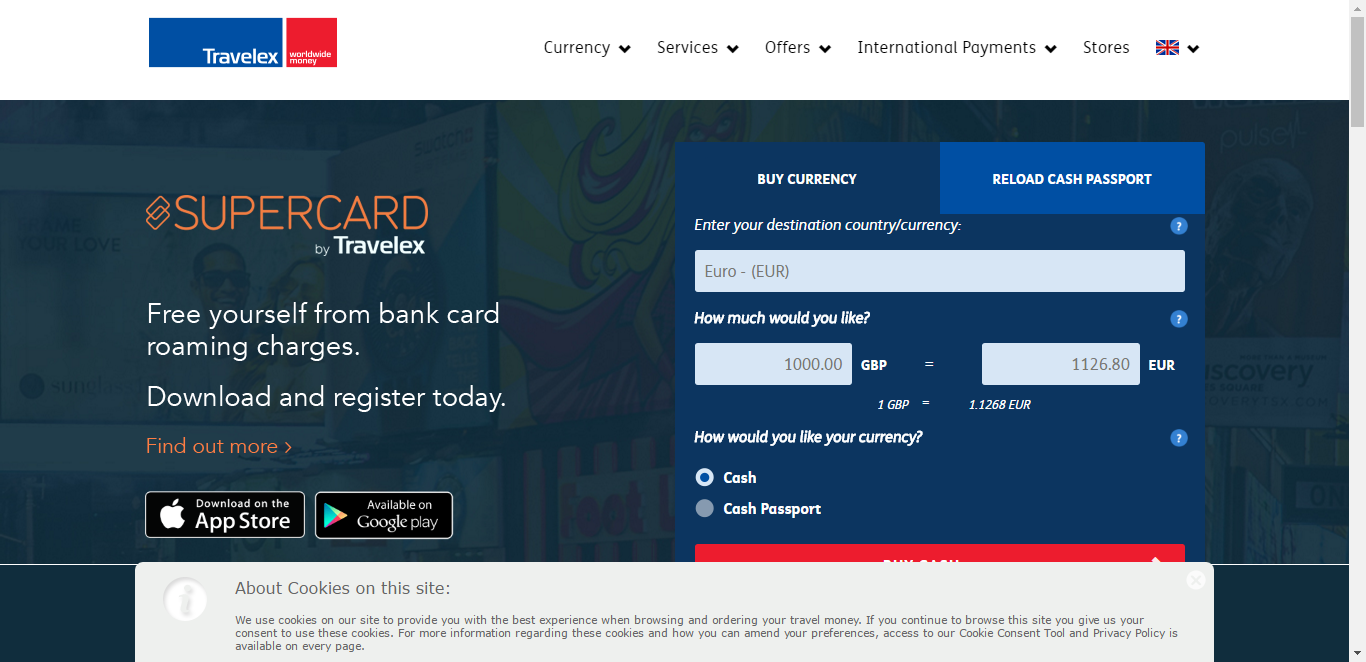 Travelex worldwide money
Currency Services Offers International Payments Stores
BUY CURRENCY RELOAD CASH PASSPORT
SUPERCARD
by Travelex
Free yourself from bank card
roaming charges.
Download and register today.
Find out more >
Download on the
App Store
Available on
Google play
Enter your destination country/currency: ?
Euro - (EUR)
How much would you like? ?
1000.00 GBP = 1126.80 EUR
1 GBP = 1.1268 EUR
How would you like your currency? ?
Cash
Cash Passport
BUY CASH
About Cookies on this site:
We use cookies on our site to provide you with the best experience when browsing and ordering your travel money. If you continue to browse this site you give us your
consent to use these cookies. For more information regarding these cookies and how you can amend your preferences, access to our Cookie Consent Tool and Privacy Policy is
available on every page.